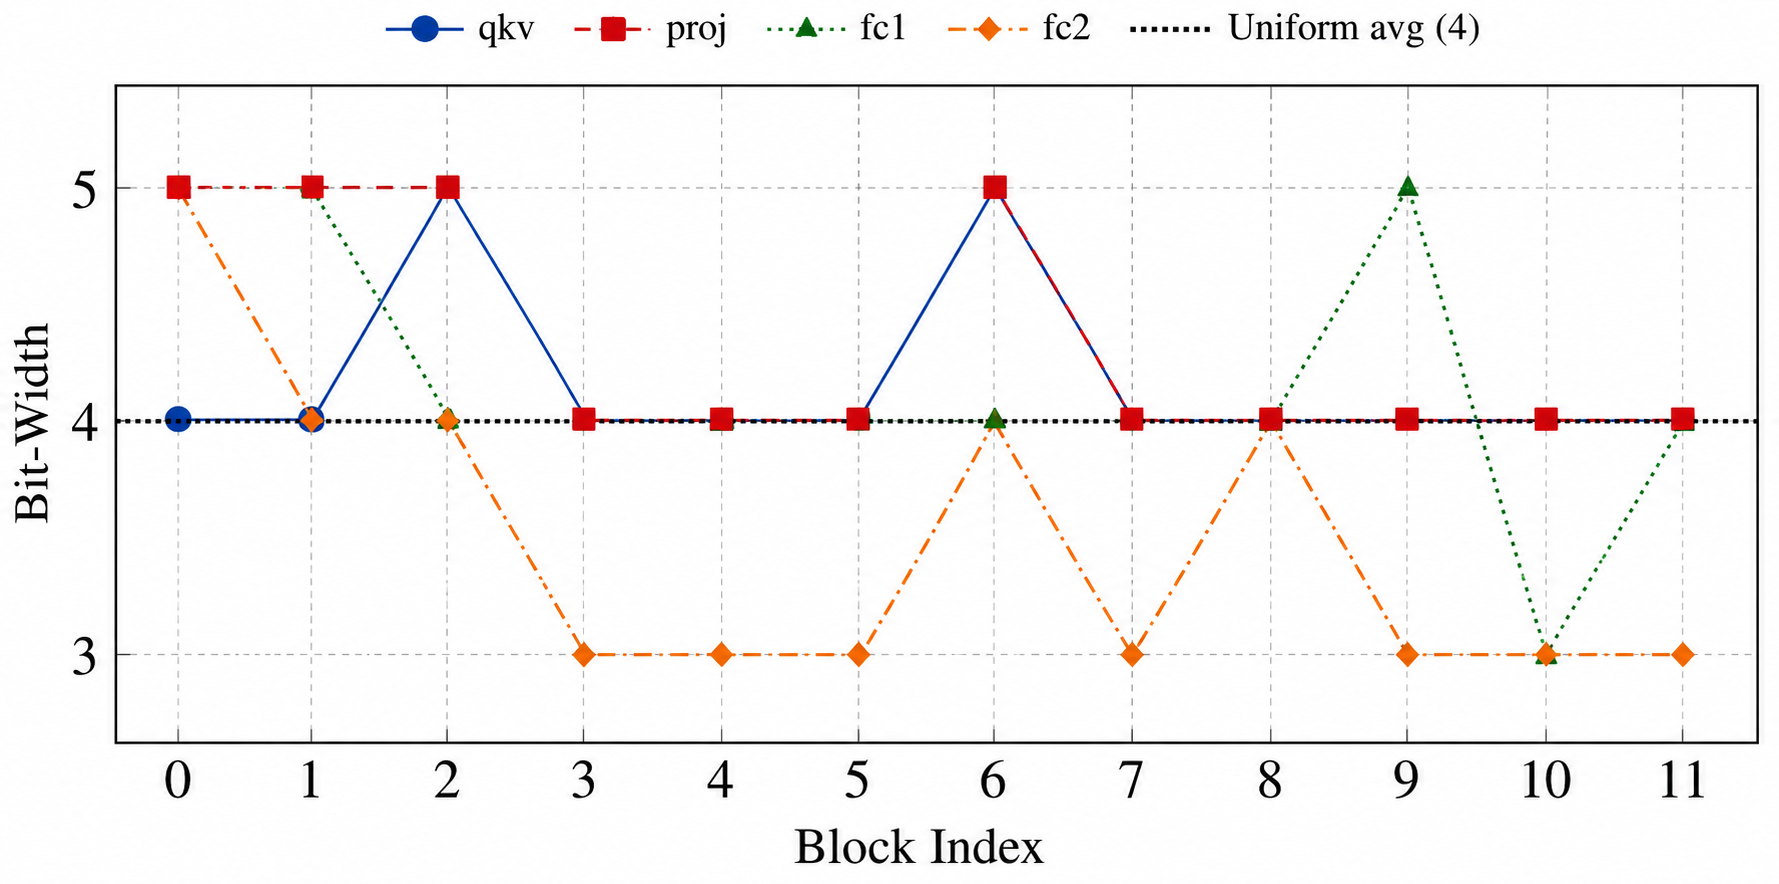 qkv proj fc1 fc2 Uniform avg (4)
5
4
3
Bit-Width
0 1 2 3 4 5 6 7 8 9 10 11
Block Index